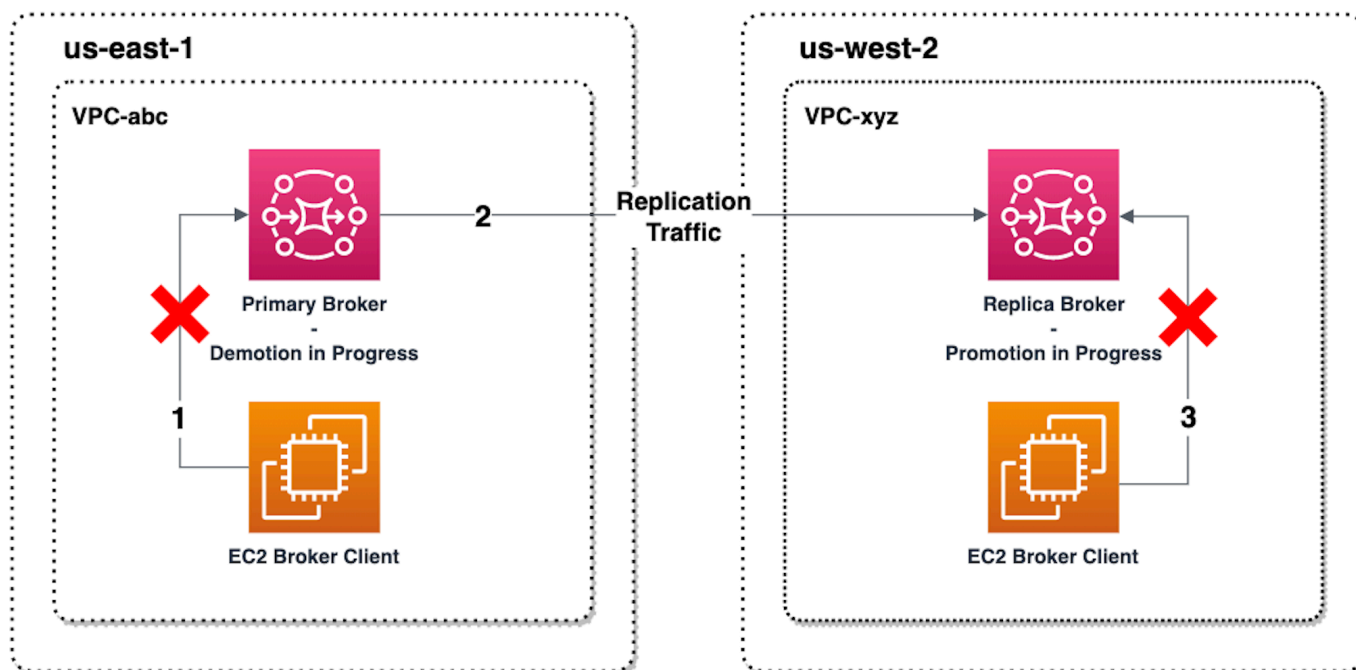 us-east-1
VPC-abc
Primary Broker
-
Demotion in Progress
1
EC2 Broker Client
2
Replication
Traffic
us-west-2
VPC-xyz
Replica Broker
-
Promotion in Progress
3
EC2 Broker Client